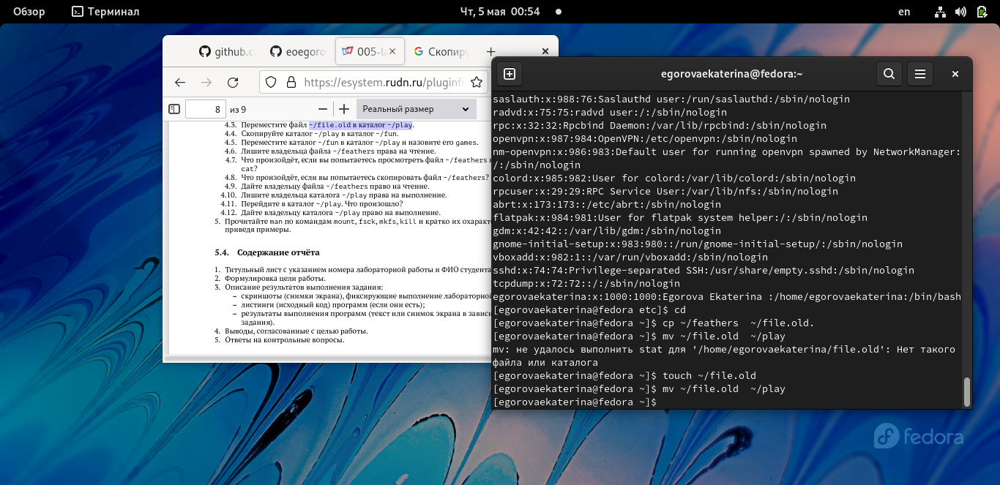 Обзор Терминал Чт, 5 мая 00:54 en
github.c eoegoro 005-la Скопиру
https://esystem.rudn.ru/pluginfi
8 из 9 Реальный размер
4.3. Переместите файл ~/file.old в каталог ~/play.
4.4. Скопируйте каталог ~/play в каталог ~/fun.
4.5. Переместите каталог ~/fun в каталог ~/play и назовите его games.
4.6. Лишите владельца файла ~/feathers права на чтение.
4.7. Что произойдёт, если вы попытаетесь просмотреть файл ~/feathers
cat?
4.8. Что произойдёт, если вы попытаетесь скопировать файл ~/feathers?
4.9. Дайте владельцу файла ~/feathers право на чтение.
4.10. Лишите владельца каталога ~/play права на выполнение.
4.11. Перейдите в каталог ~/play. Что произошло?
4.12. Дайте владельцу каталога ~/play право на выполнение.
5. Прочитайте man по командам mount, fsck, mkfs, kill и кратко их охаракт
приведя примеры.
5.4. Содержание отчёта
1. Титульный лист с указанием номера лабораторной работы и ФИО студента
2. Формулировка цели работы.
3. Описание результатов выполнения задания:
– скриншоты (снимки экрана), фиксирующие выполнение лабораторной
– листинги (исходный код) программ (если они есть);
– результаты выполнения программ (текст или снимок экрана в зависи
задания).
4. Выводы, согласованные с целью работы.
5. Ответы на контрольные вопросы.
egorovaekaterina@fedora:~
saslauth:x:988:76:Saslauthd user:/run/saslauthd:/sbin/nologin
radvd:x:75:75:radvd user:/:/sbin/nologin
rpc:x:32:32:Rpcbind Daemon:/var/lib/rpcbind:/sbin/nologin
openvpn:x:987:984:OpenVPN:/etc/openvpn:/sbin/nologin
nm-openvpn:x:986:983:Default user for running openvpn spawned by NetworkManager:
/:/sbin/nologin
colord:x:985:982:User for colord:/var/lib/colord:/sbin/nologin
rpcuser:x:29:29:RPC Service User:/var/lib/nfs:/sbin/nologin
abrt:x:173:173::/etc/abrt:/sbin/nologin
flatpak:x:984:981:User for flatpak system helper:/:/sbin/nologin
gdm:x:42:42::/var/lib/gdm:/sbin/nologin
gnome-initial-setup:x:983:980::/run/gnome-initial-setup/:/sbin/nologin
vboxadd:x:982:1::/var/run/vboxadd:/sbin/nologin
sshd:x:74:74:Privilege-separated SSH:/usr/share/empty.sshd:/sbin/nologin
tcpdump:x:72:72::/:/sbin/nologin
egorovaekaterina:x:1000:1000:Egorova Ekaterina :/home/egorovaekaterina:/bin/bash
[egorovaekaterina@fedora etc]$ cd
[egorovaekaterina@fedora ~]$ cp ~/feathers  ~/file.old.
[egorovaekaterina@fedora ~]$ mv ~/file.old  ~/play
mv: не удалось выполнить stat для '/home/egorovaekaterina/file.old': Нет такого
файла или каталога
[egorovaekaterina@fedora ~]$ touch ~/file.old
[egorovaekaterina@fedora ~]$ mv ~/file.old  ~/play
[egorovaekaterina@fedora ~]$
fedora